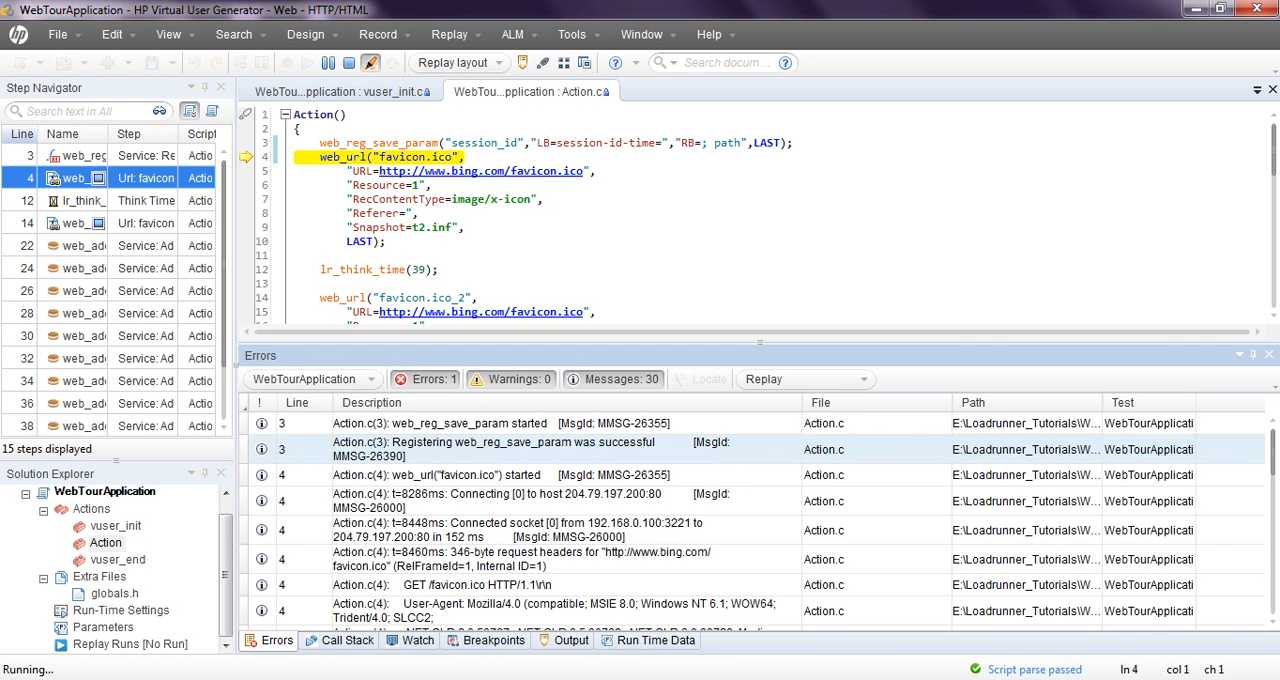 WebTourApplication - HP Virtual User Generator - Web - HTTP/HTML
hp File Edit View Search Design Record Replay ALM Tools Window Help
Replay layout Search docum...
Step Navigator
Search text in All
Line Name Step Script
3 web_reg Service: Re Actio
4 web_ Url: favicon Actio
12 lr_think_ Think Time Actio
14 web_ Url: favicon Actio
22 web_ad Service: Ad Actio
24 web_ad Service: Ad Actio
26 web_ad Service: Ad Actio
28 web_ad Service: Ad Actio
30 web_ad Service: Ad Actio
32 web_ad Service: Ad Actio
34 web_ad Service: Ad Actio
36 web_ad Service: Ad Actio
38 web_ad Service: Ad Actio
15 steps displayed
Solution Explorer
WebTourApplication
Actions
vuser_init
Action
vuser_end
Extra Files
globals.h
Run-Time Settings
Parameters
Replay Runs [No Run]
WebTou...pplication : vuser_init.c WebTou...pplication : Action.c
1 Action()
2 {
3 web_reg_save_param("session_id","LB=session-id-time=","RB=; path",LAST);
4 web_url("favicon.ico",
5 "URL=http://www.bing.com/favicon.ico",
6 "Resource=1",
7 "RecContentType=image/x-icon",
8 "Referer=",
9 "Snapshot=t2.inf",
10 LAST);
11
12 lr_think_time(39);
13
14 web_url("favicon.ico_2",
15 "URL=http://www.bing.com/favicon.ico",
Errors
WebTourApplication Errors: 1 Warnings: 0 Messages: 30 Locate Replay
! Line Description File Path Test
3 Action.c(3): web_reg_save_param started [MsgId: MMSG-26355] Action.c E:\Loadrunner_Tutorials\W... WebTourApplicati
3 Action.c(3): Registering web_reg_save_param was successful [MsgId:
MMSG-26390] Action.c E:\Loadrunner_Tutorials\W... WebTourApplicati
4 Action.c(4): web_url("favicon.ico") started [MsgId: MMSG-26355] Action.c E:\Loadrunner_Tutorials\W... WebTourApplicati
4 Action.c(4): t=8286ms: Connecting [0] to host 204.79.197.200:80 [MsgId:
MMSG-26000] Action.c E:\Loadrunner_Tutorials\W... WebTourApplicati
4 Action.c(4): t=8448ms: Connected socket [0] from 192.168.0.100:3221 to
204.79.197.200:80 in 152 ms [MsgId: MMSG-26000] Action.c E:\Loadrunner_Tutorials\W... WebTourApplicati
4 Action.c(4): t=8460ms: 346-byte request headers for "http://www.bing.com/
favicon.ico" (RelFrameId=1, Internal ID=1) Action.c E:\Loadrunner_Tutorials\W... WebTourApplicati
4 Action.c(4): GET /favicon.ico HTTP/1.1\r\n Action.c E:\Loadrunner_Tutorials\W... WebTourApplicati
4 Action.c(4): User-Agent: Mozilla/4.0 (compatible; MSIE 8.0; Windows NT 6.1; WOW64;
Trident/4.0; SLCC2; Action.c E:\Loadrunner_Tutorials\W... WebTourApplicati
Errors Call Stack Watch Breakpoints Output Run Time Data
Running... Script parse passed ln 4 col 1 ch 1